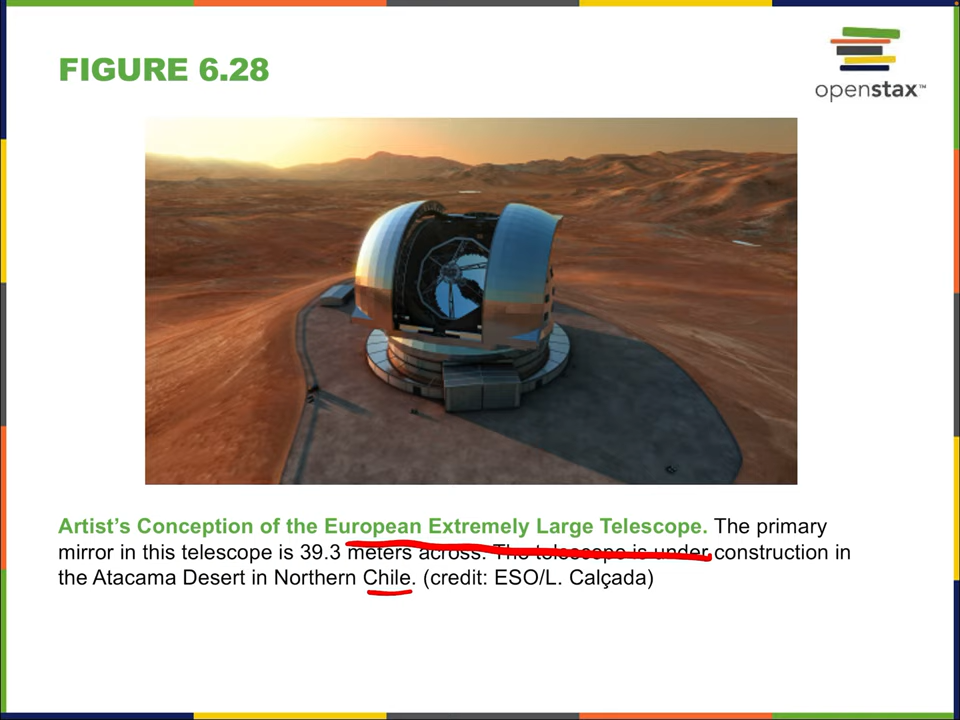 FIGURE 6.28
openstax™
Artist’s Conception of the European Extremely Large Telescope. The primary
mirror in this telescope is 39.3 meters across. The telescope is under construction in
the Atacama Desert in Northern Chile. (credit: ESO/L. Calçada)